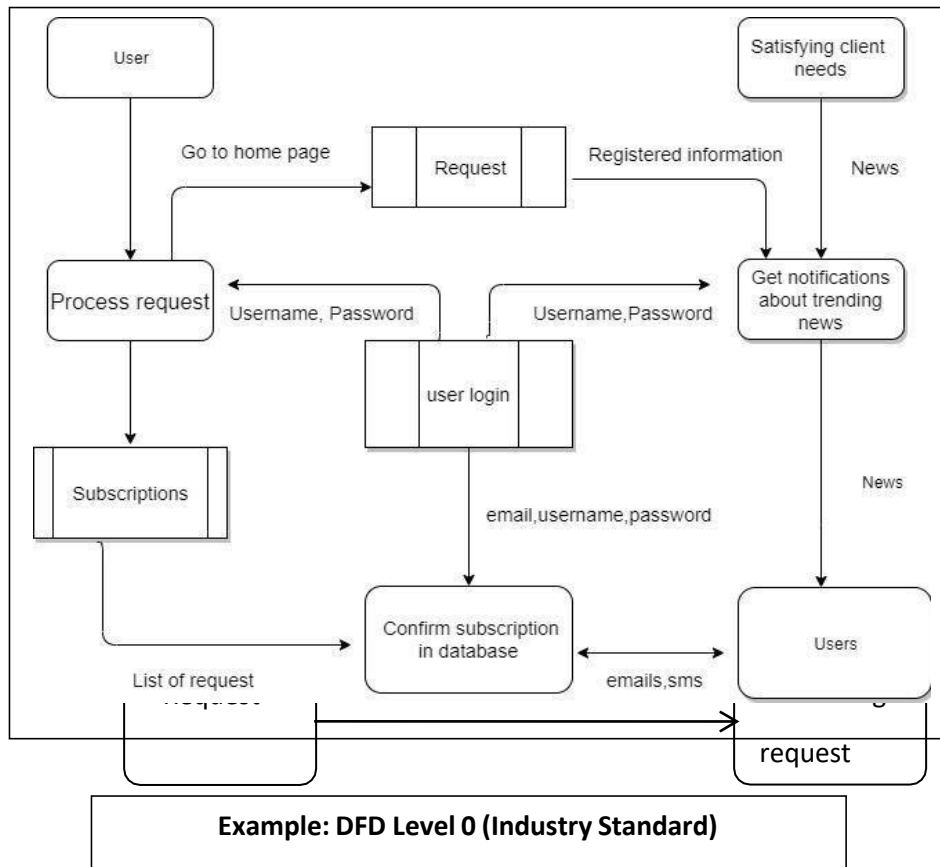 User
Satisfying client
needs
Go to home page
Request
Registered information
News
Process request
Username, Password
Username,Password
Get notifications
about trending
news
user login
Subscriptions
email,username,password
News
Confirm subscription
in database
Users
List of request
emails,sms
request
Example: DFD Level 0 (Industry Standard)